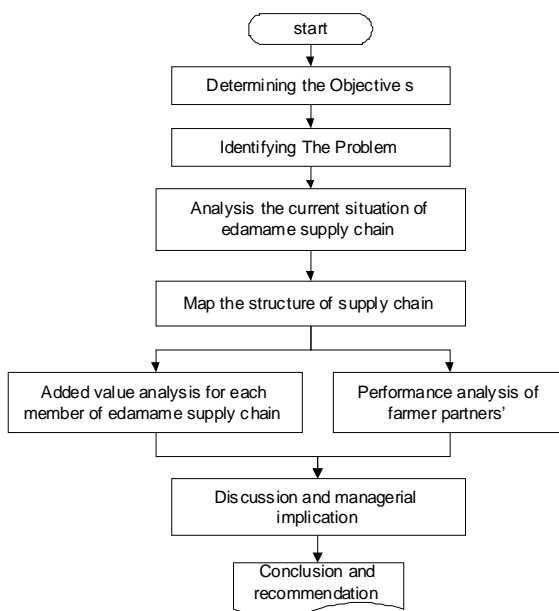 start
Determining the Objective s
Identifying The Problem
Analysis the current situation of
edamame supply chain
Map the structure of supply chain
Added value analysis for each
member of edamame supply chain
Performance analysis of
farmer partners'
Discussion and managerial
implication
Conclusion and
recommendation